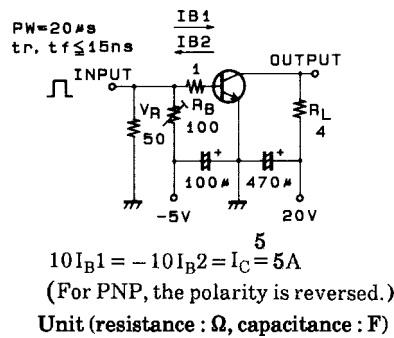 PW=20μs
tr, tf≦15ns
IB1
IB2
INPUT
OUTPUT
1
VR
RB
50
100
RL
4
100μ
470μ
-5V
20V
5
10IB1=-10IB2=IC=5A
(For PNP, the polarity is reversed.)
Unit (resistance : Ω, capacitance : F)